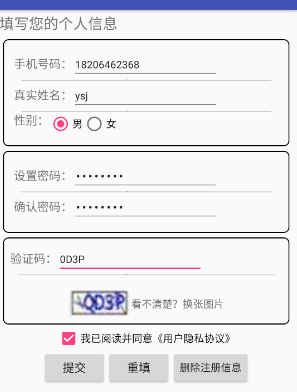 填写您的个人信息
手机号码： 18206462368
真实姓名： ysj
性别： 男 女
设置密码： ••••••••
确认密码： ••••••••
验证码： 0D3P
0D3P 看不清楚？换张图片
我已阅读并同意《用户隐私协议》
提交 重填 删除注册信息